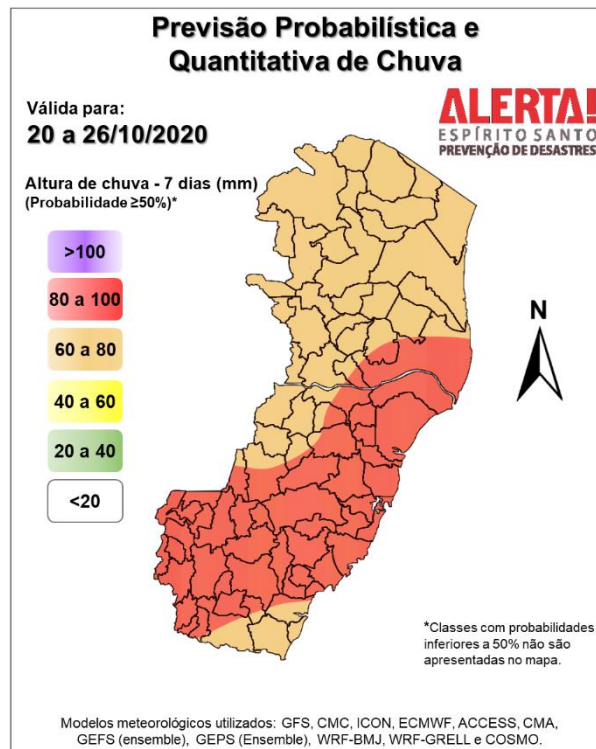 Previsão Probabilística e
Quantitativa de Chuva
Válida para:
20 a 26/10/2020
ALERTA!
ESPÍRITO SANTO
PREVENÇÃO DE DESASTRES
Altura de chuva - 7 dias (mm)
(Probabilidade ≥50%)*
>100
80 a 100
60 a 80
40 a 60
20 a 40
<20
N
*Classes com probabilidades
inferiores a 50% não são
apresentadas no mapa.
Modelos meteorológicos utilizados: GFS, CMC, ICON, ECMWF, ACCESS, CMA,
GEFS (ensemble), GEPS (Ensemble), WRF-BMJ, WRF-GRELL e COSMO.